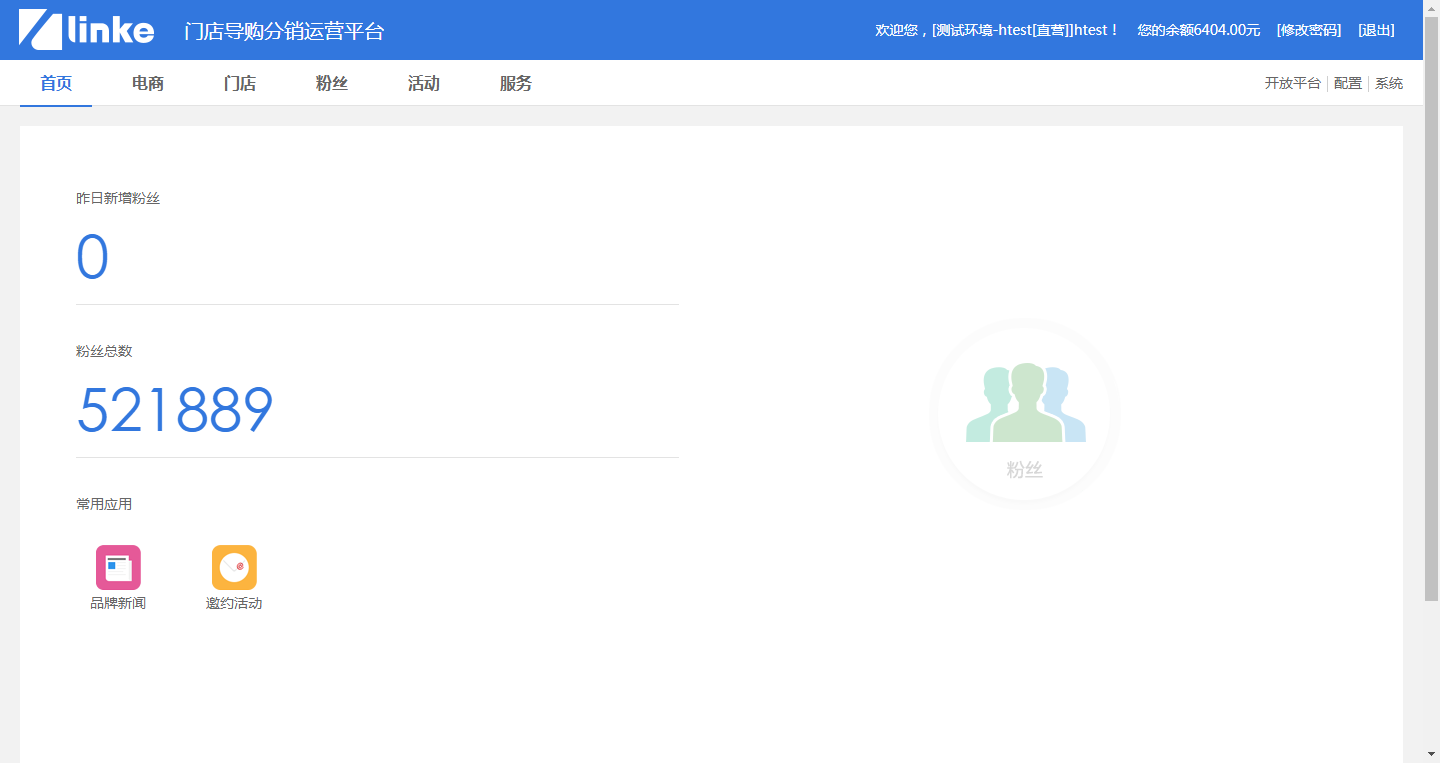 linke 门店导购分销运营平台 欢迎您，[测试环境-htest[直营]]htest！ 您的余额6404.00元 [修改密码] [退出]
首页 电商 门店 粉丝 活动 服务 开放平台 配置 系统
昨日新增粉丝
0
粉丝总数
521889
粉丝
常用应用
品牌新闻 邀约活动